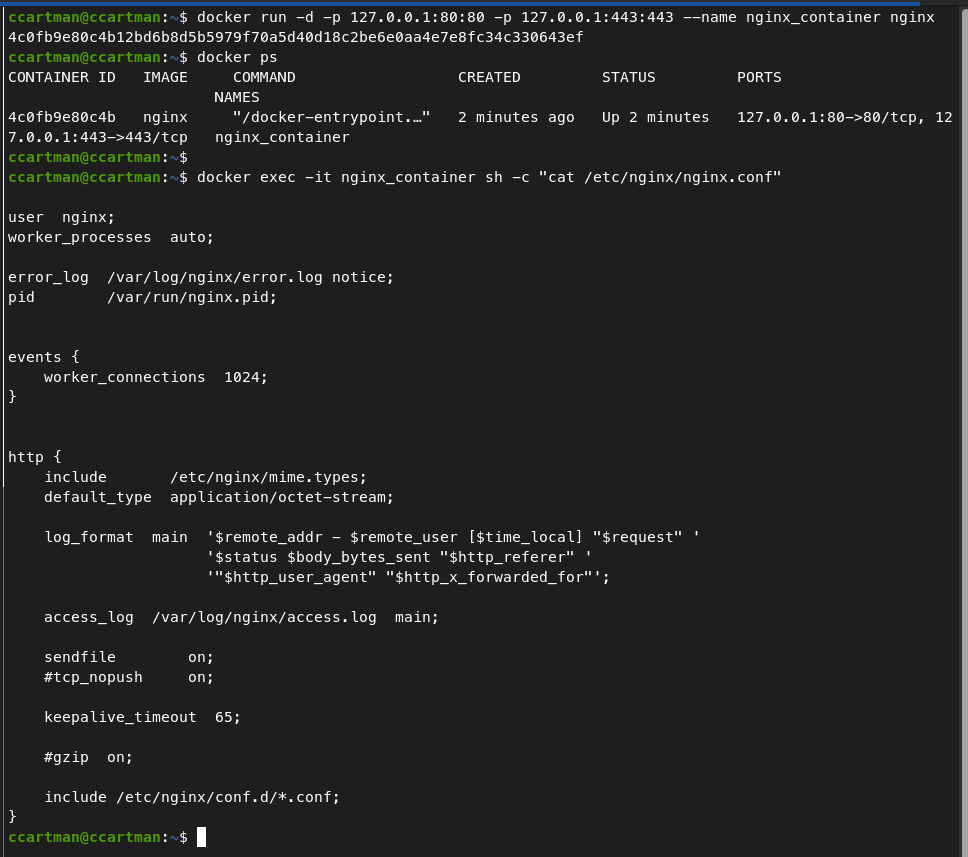 ccartman@ccartman:~$ docker run -d -p 127.0.0.1:80:80 -p 127.0.0.1:443:443 --name nginx_container nginx
4c0fb9e80c4b12bd6b8d5b5979f70a5d40d18c2be6e0aa4e7e8fc34c330643ef
ccartman@ccartman:~$ docker ps
CONTAINER ID   IMAGE     COMMAND                  CREATED         STATUS         PORTS
                       NAMES
4c0fb9e80c4b   nginx     "/docker-entrypoint.…"   2 minutes ago   Up 2 minutes   127.0.0.1:80->80/tcp, 12
7.0.0.1:443->443/tcp   nginx_container
ccartman@ccartman:~$
ccartman@ccartman:~$ docker exec -it nginx_container sh -c "cat /etc/nginx/nginx.conf"

user  nginx;
worker_processes  auto;

error_log  /var/log/nginx/error.log notice;
pid        /var/run/nginx.pid;


events {
    worker_connections  1024;
}


http {
    include       /etc/nginx/mime.types;
    default_type  application/octet-stream;

    log_format  main  '$remote_addr - $remote_user [$time_local] "$request" '
                      '$status $body_bytes_sent "$http_referer" '
                      '"$http_user_agent" "$http_x_forwarded_for"';

    access_log  /var/log/nginx/access.log  main;

    sendfile        on;
    #tcp_nopush     on;

    keepalive_timeout  65;

    #gzip  on;

    include /etc/nginx/conf.d/*.conf;
}
ccartman@ccartman:~$